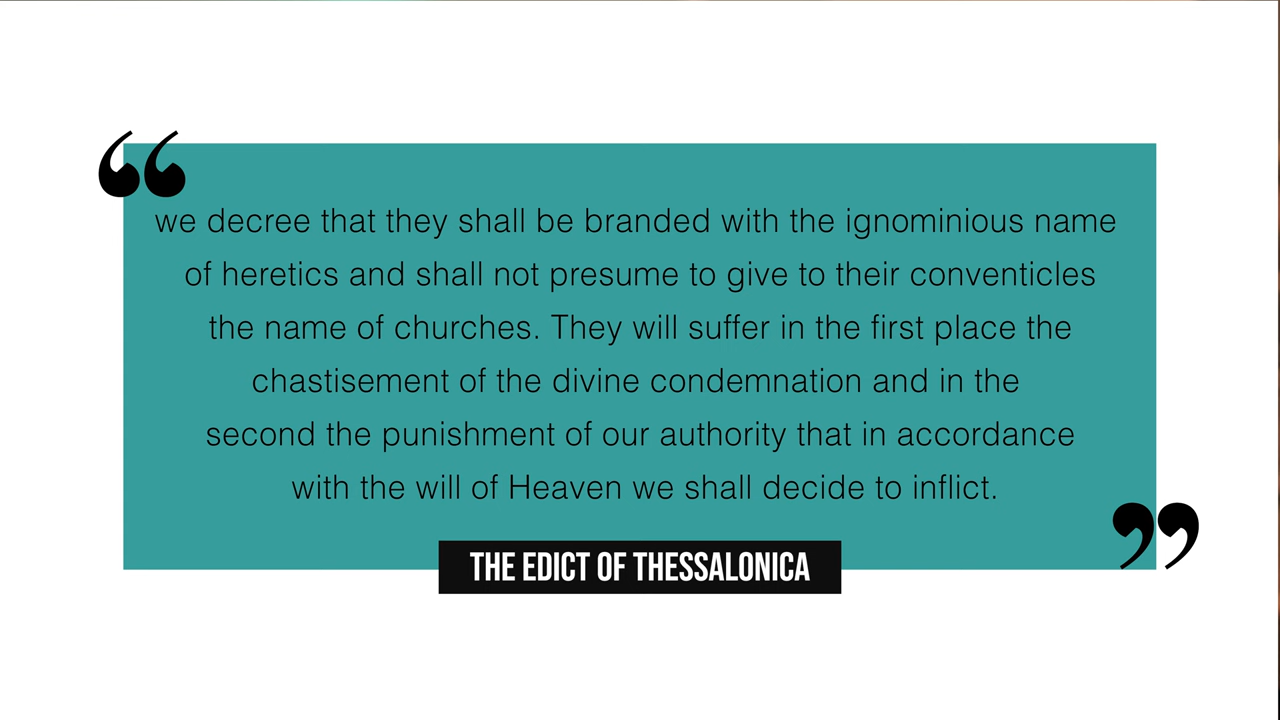 “
we decree that they shall be branded with the ignominious name
of heretics and shall not presume to give to their conventicles
the name of churches. They will suffer in the first place the
chastisement of the divine condemnation and in the
second the punishment of our authority that in accordance
with the will of Heaven we shall decide to inflict.
”
THE EDICT OF THESSALONICA